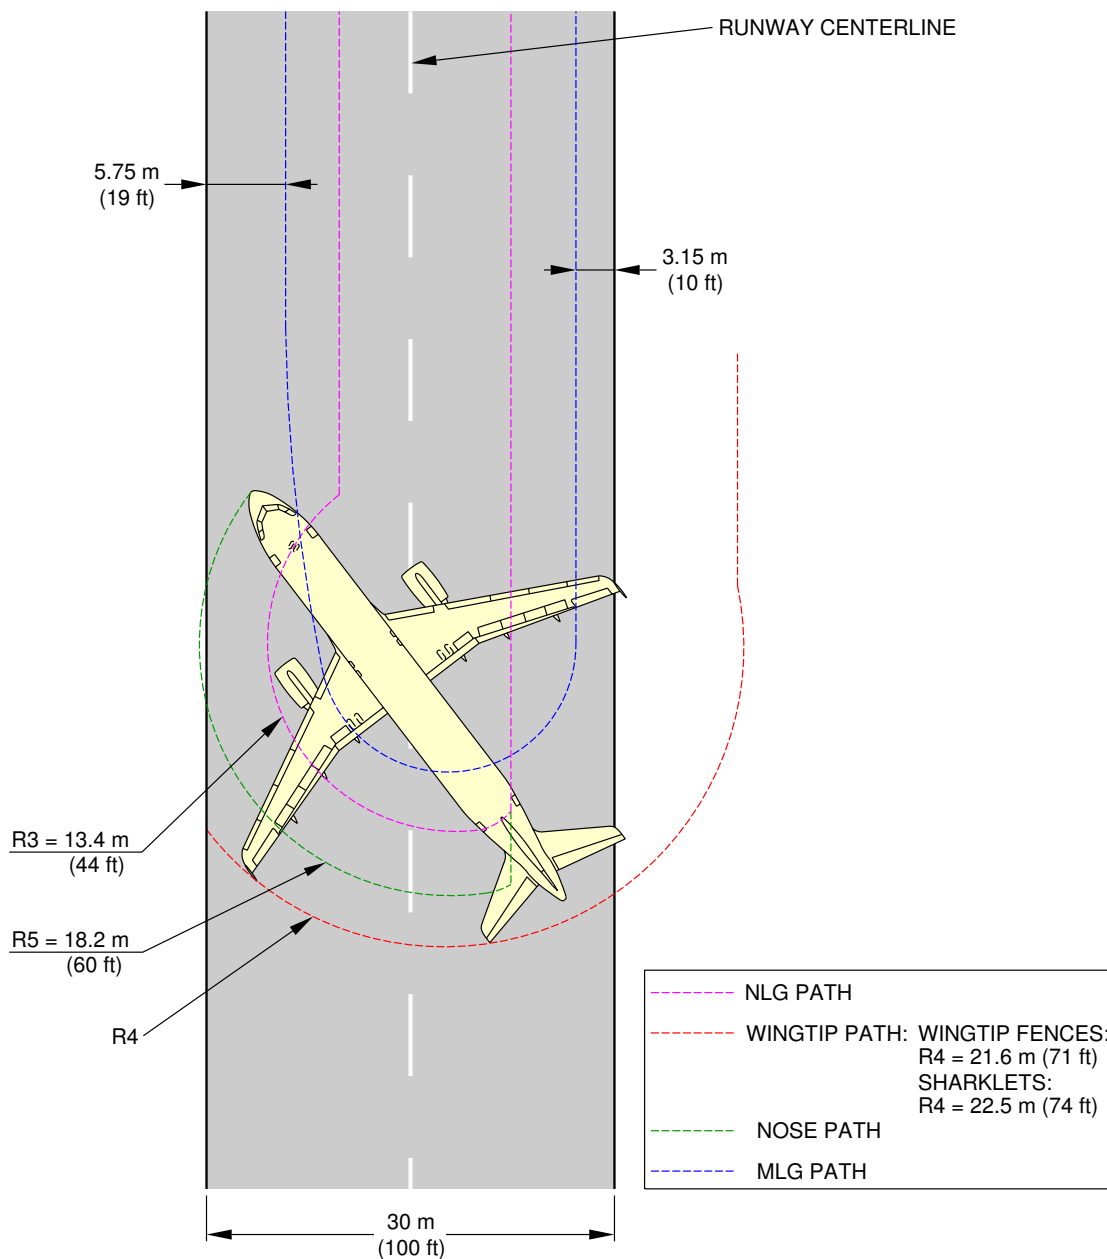 RUNWAY CENTERLINE
5.75 m
(19 ft)
3.15 m
(10 ft)
R3 = 13.4 m
(44 ft)
R5 = 18.2 m
(60 ft)
R4
NLG PATH
WINGTIP PATH: WINGTIP FENCES:
R4 = 21.6 m (71 ft)
SHARKLETS:
R4 = 22.5 m (74 ft)
NOSE PATH
MLG PATH
30 m
(100 ft)